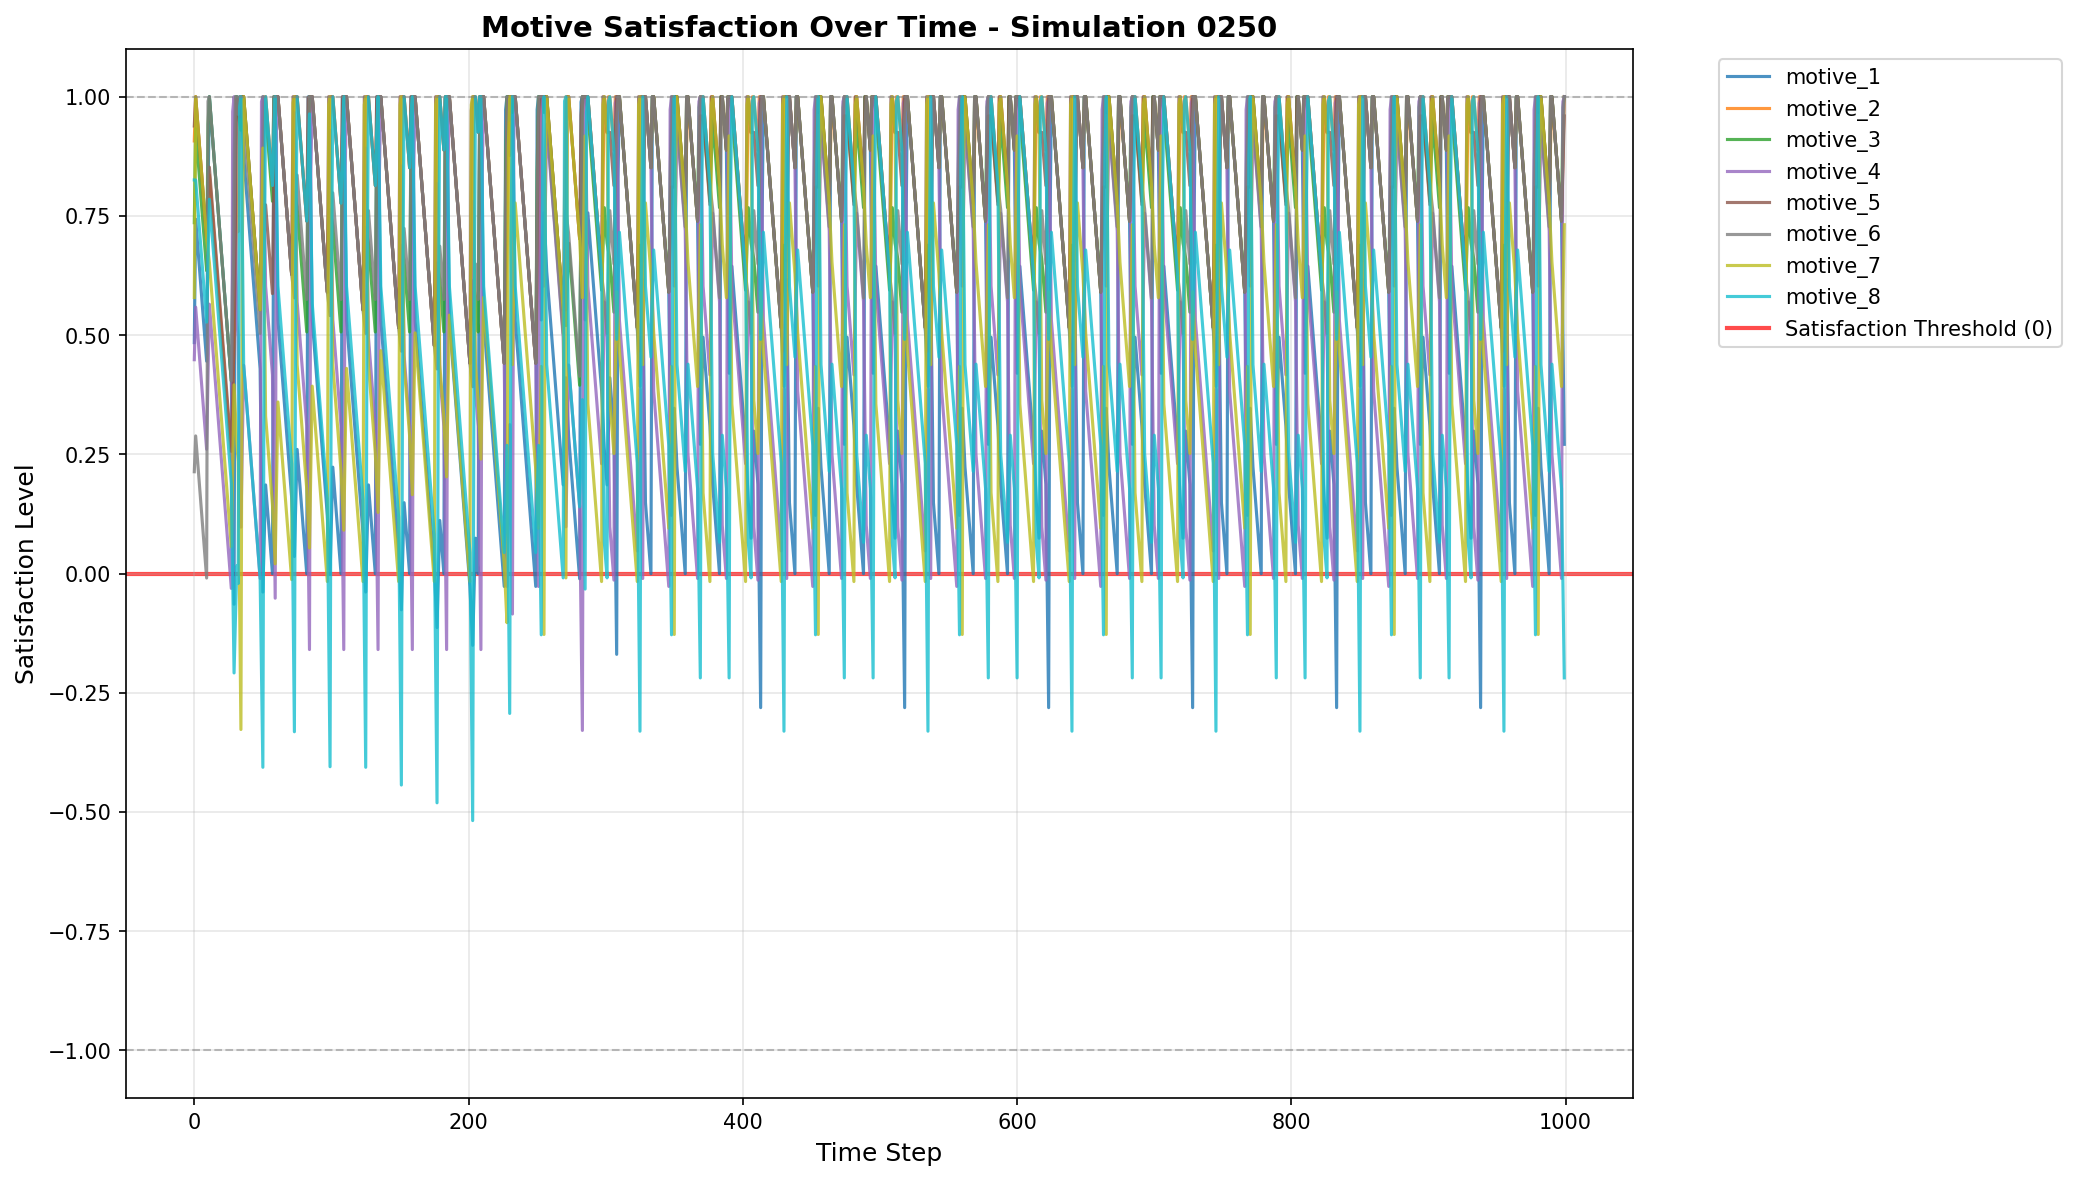 Motive Satisfaction Over Time - Simulation 0250
Satisfaction Level
1.00
0.75
0.50
0.25
0.00
−0.25
−0.50
−0.75
−1.00
0
200
400
600
800
1000
Time Step
motive_1
motive_2
motive_3
motive_4
motive_5
motive_6
motive_7
motive_8
Satisfaction Threshold (0)